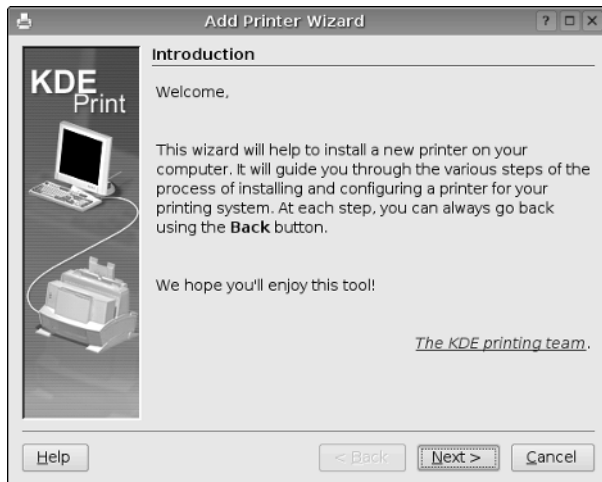 Add Printer Wizard
?
KDE
Print
Introduction
Welcome,
This wizard will help to install a new printer on your
computer. It will guide you through the various steps of the
process of installing and configuring a printer for your
printing system. At each step, you can always go back
using the Back button.
We hope you'll enjoy this tool!
The KDE printing team.
Help
< Back
Next >
Cancel